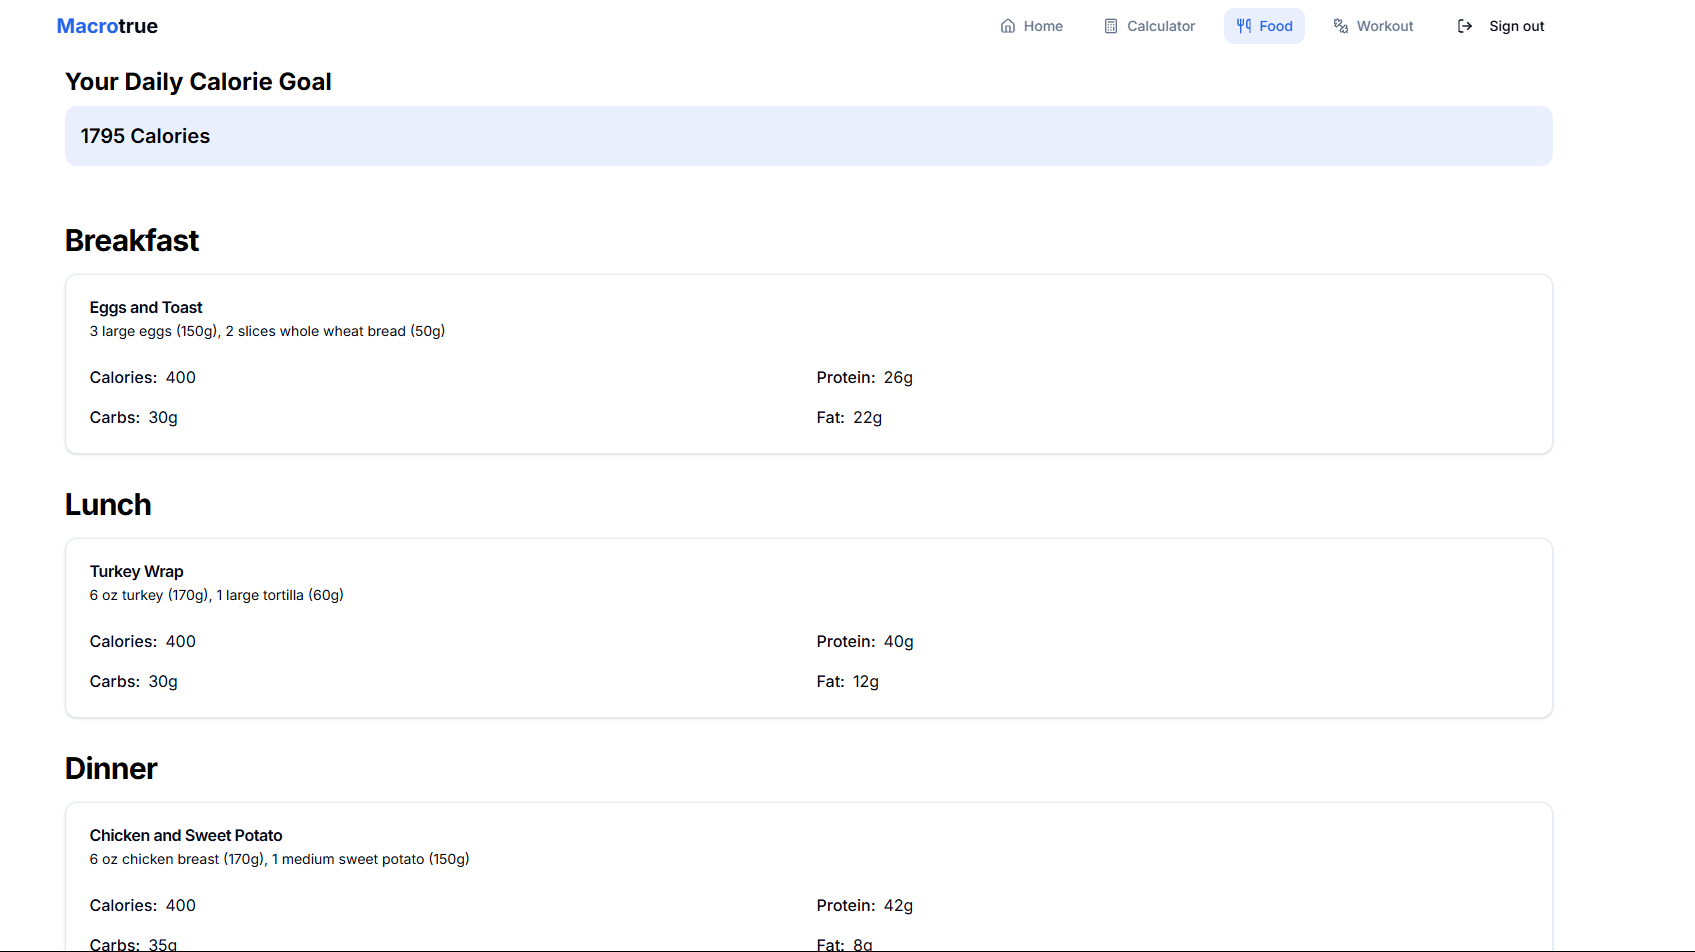 Macrotrue
Home
Calculator
Food
Workout
Sign out
Your Daily Calorie Goal
1795 Calories
Breakfast
Eggs and Toast
3 large eggs (150g), 2 slices whole wheat bread (50g)
Calories: 400
Protein: 26g
Carbs: 30g
Fat: 22g
Lunch
Turkey Wrap
6 oz turkey (170g), 1 large tortilla (60g)
Calories: 400
Protein: 40g
Carbs: 30g
Fat: 12g
Dinner
Chicken and Sweet Potato
6 oz chicken breast (170g), 1 medium sweet potato (150g)
Calories: 400
Protein: 42g
Carbs: 35g
Fat: 8g